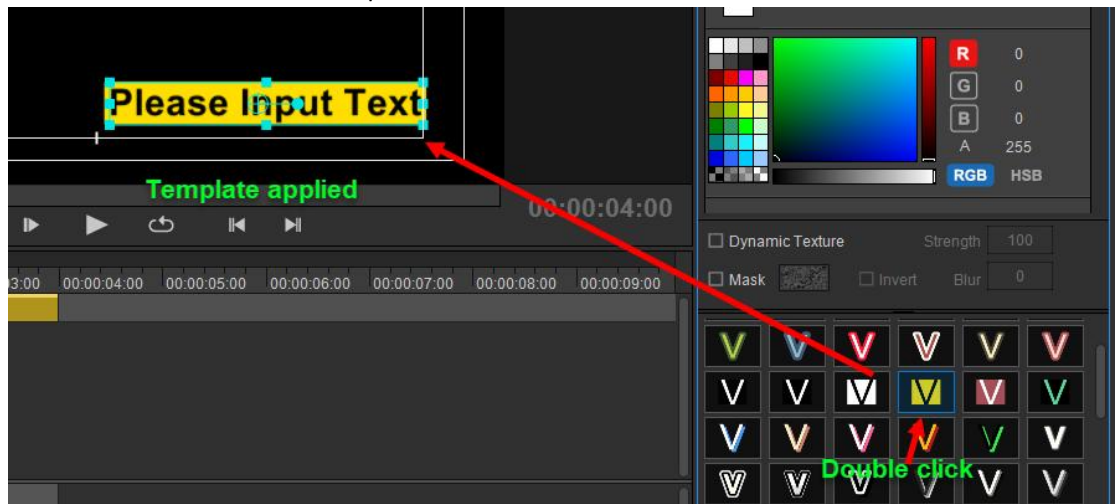 R 0
G 0
B 0
A 255
RGB HSB
Please Input Text
Template applied
00:00:04:00
Dynamic Texture Strength 100
Mask Invert Blur 0
03:00 00:00:04:00 00:00:05:00 00:00:06:00 00:00:07:00 00:00:08:00 00:00:09:00
V V V V V V
V V V V V V
V V V V V V
Double click
V V V V V V